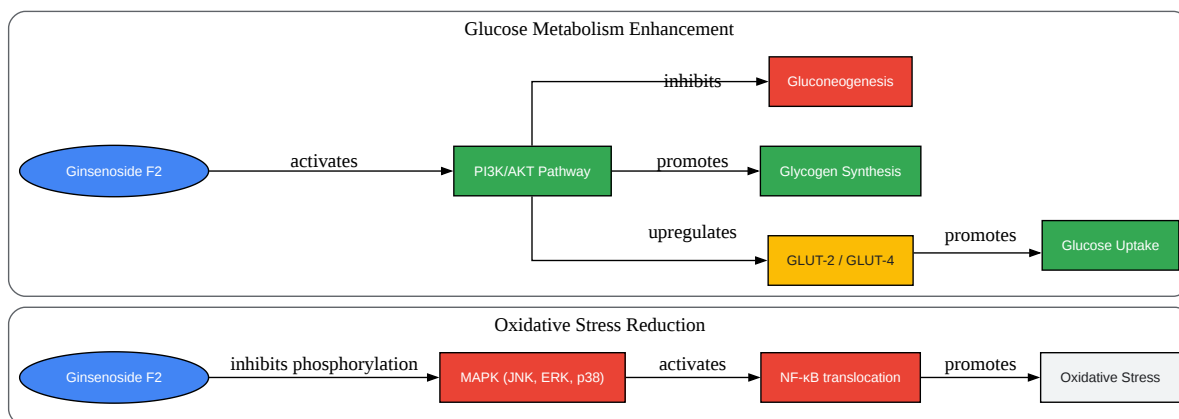 Glucose Metabolism Enhancement
inhibits
Gluconeogenesis
Ginsenoside F2
activates
PI3K/AKT Pathway
promotes
Glycogen Synthesis
upregulates
GLUT-2 / GLUT-4
promotes
Glucose Uptake
Oxidative Stress Reduction
Ginsenoside F2
inhibits phosphorylation
MAPK (JNK, ERK, p38)
activates
NF-κB translocation
promotes
Oxidative Stress